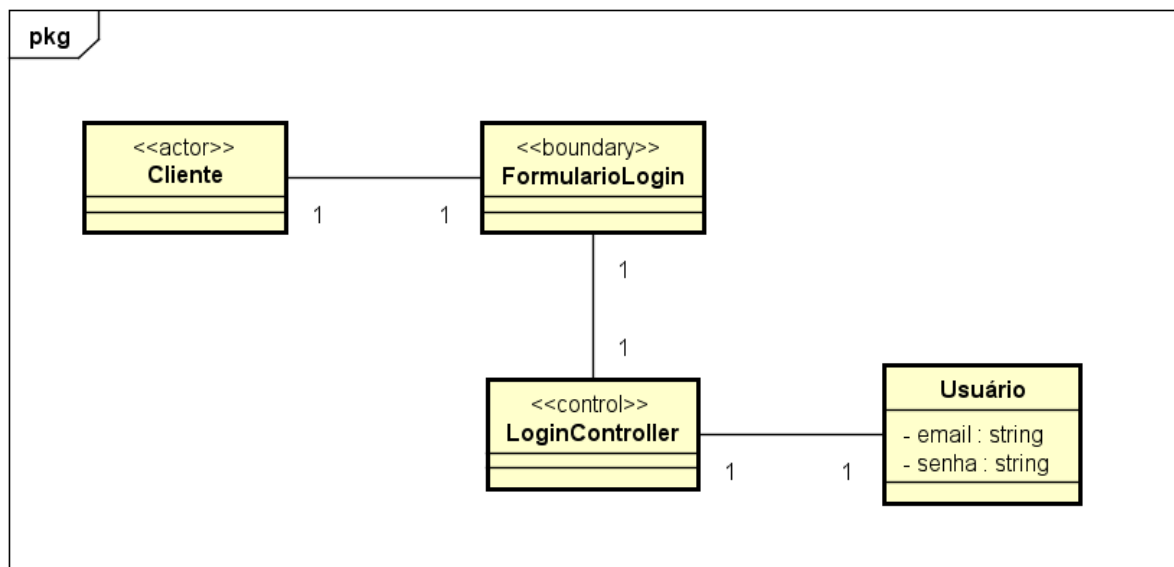 pkg
<<actor>>
Cliente
<<boundary>>
FormularioLogin
1
1
1
1
<<control>>
LoginController
Usuário
- email : string
- senha : string
1
1